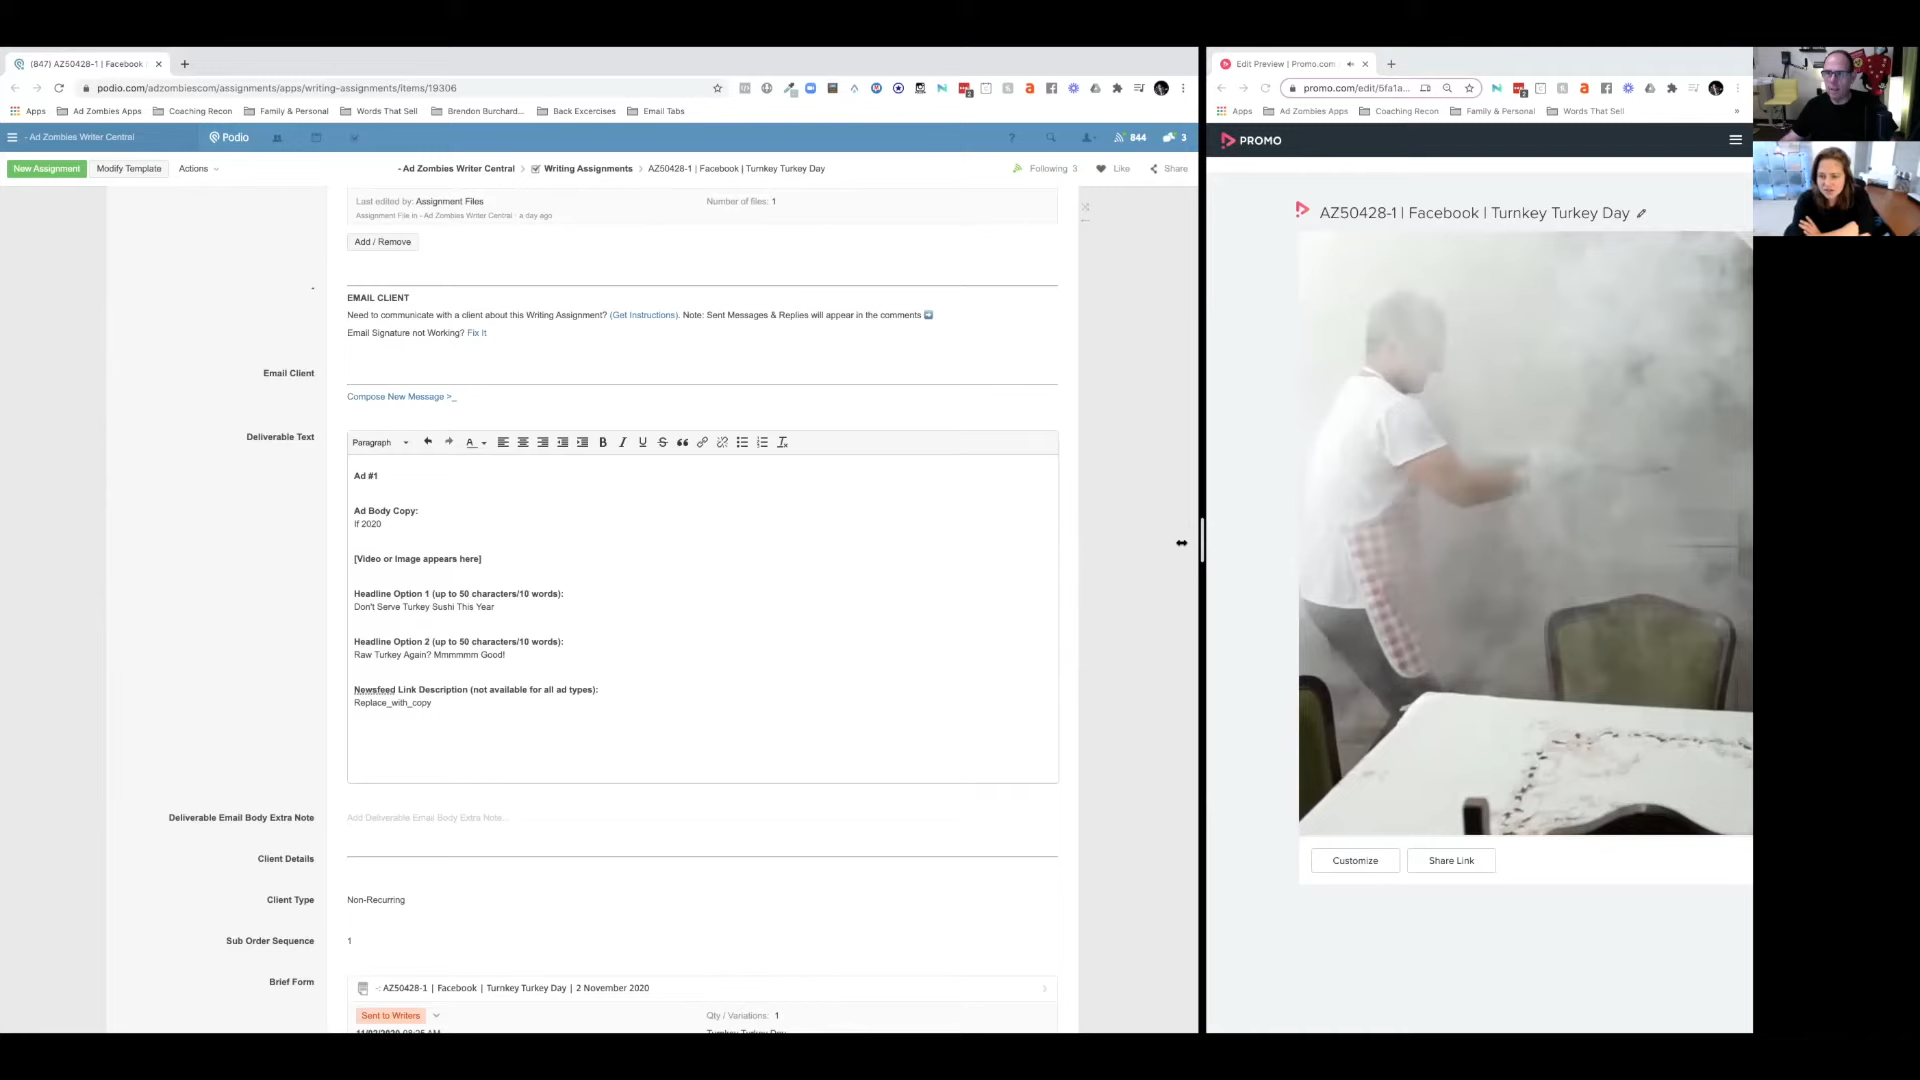 (847) AZ50428-1 | Facebook
podio.com/adzombiescom/assignments/apps/writing-assignments/items/19306
Apps Ad Zombies Apps Coaching Recon Family & Personal Words That Sell Brendon Burchard... Back Excercises Email Tabs
- Ad Zombies Writer Central Podio 844 3
New Assignment Modify Template Actions - Ad Zombies Writer Central Writing Assignments AZ50428-1 | Facebook | Turnkey Turkey Day Following 3 Like Share
Last edited by: Assignment Files Number of files: 1
Assignment File in - Ad Zombies Writer Central · a day ago
Add / Remove
EMAIL CLIENT
Need to communicate with a client about this Writing Assignment? (Get Instructions). Note: Sent Messages & Replies will appear in the comments
Email Signature not Working? Fix It
Email Client
Compose New Message >_
Deliverable Text
Paragraph
Ad #1
Ad Body Copy:
If 2020
[Video or Image appears here]
Headline Option 1 (up to 50 characters/10 words):
Don't Serve Turkey Sushi This Year
Headline Option 2 (up to 50 characters/10 words):
Raw Turkey Again? Mmmmmm Good!
Newsfeed Link Description (not available for all ad types):
Replace_with_copy
Deliverable Email Body Extra Note
Add Deliverable Email Body Extra Note...
Client Details
Client Type
Non-Recurring
Sub Order Sequence
1
Brief Form
-: AZ50428-1 | Facebook | Turnkey Turkey Day | 2 November 2020
Sent to Writers Qty / Variations: 1
Edit Preview | Promo.com
promo.com/edit/5fa1a...
Apps Ad Zombies Apps Coaching Recon Family & Personal Words That Sell
PROMO
AZ50428-1 | Facebook | Turnkey Turkey Day
Customize
Share Link